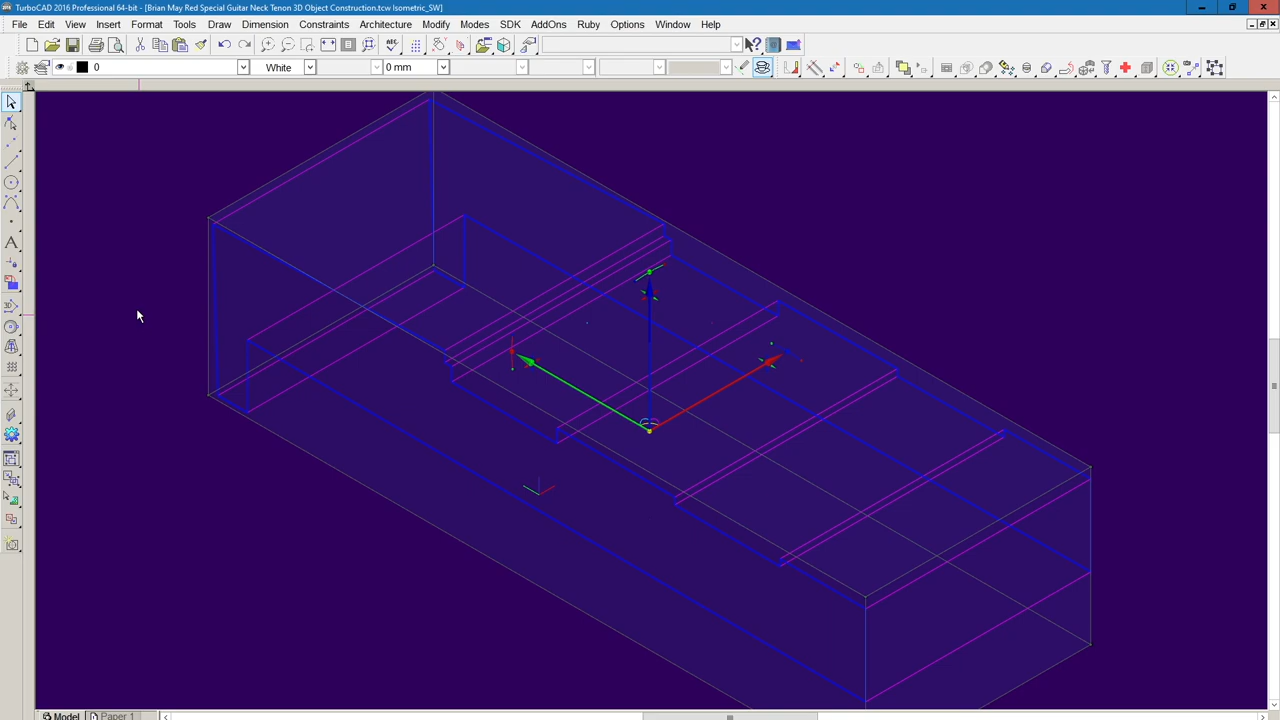 TurboCAD 2016 Professional 64-bit - [Brian May Red Special Guitar Neck Tenon 3D Object Construction.tcw Isometric_SW]
File Edit View Insert Format Tools Draw Dimension Constraints Architecture Modify Modes SDK AddOns Ruby Options Window Help
0 White 0 mm
Model Paper 1